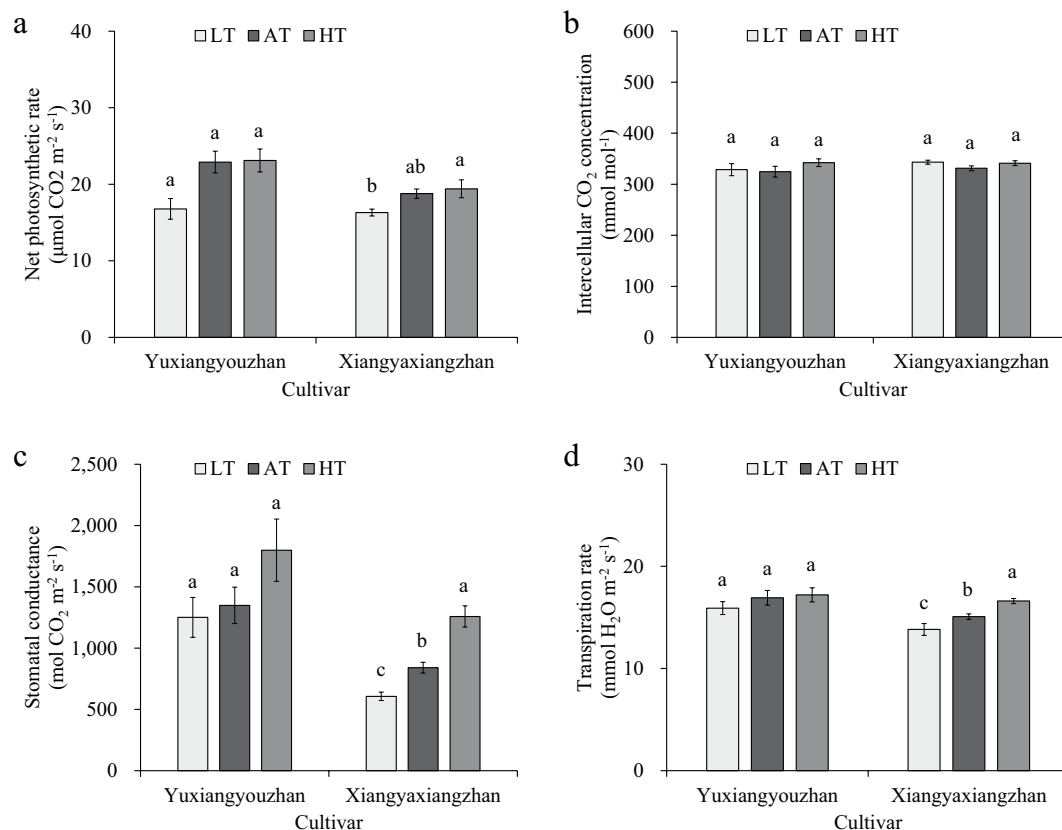 a
LT AT HT
40
30
20
10
0
Net photosynthetic rate
(μmol CO2 m⁻² s⁻¹)
a a a b ab a
Yuxiangyouzhan Xiangyaxiangzhan
Cultivar
b
LT AT HT
600
500
400
300
200
100
0
Intercellular CO₂ concentration
(mmol mol⁻¹)
a a a a a a
Yuxiangyouzhan Xiangyaxiangzhan
Cultivar
c
LT AT HT
2,500
2,000
1,500
1,000
500
0
Stomatal conductance
(mol CO₂ m⁻² s⁻¹)
a a a c b a
Yuxiangyouzhan Xiangyaxiangzhan
Cultivar
d
LT AT HT
30
20
10
0
Transpiration rate
(mmol H₂O m⁻² s⁻¹)
a a a c b a
Yuxiangyouzhan Xiangyaxiangzhan
Cultivar